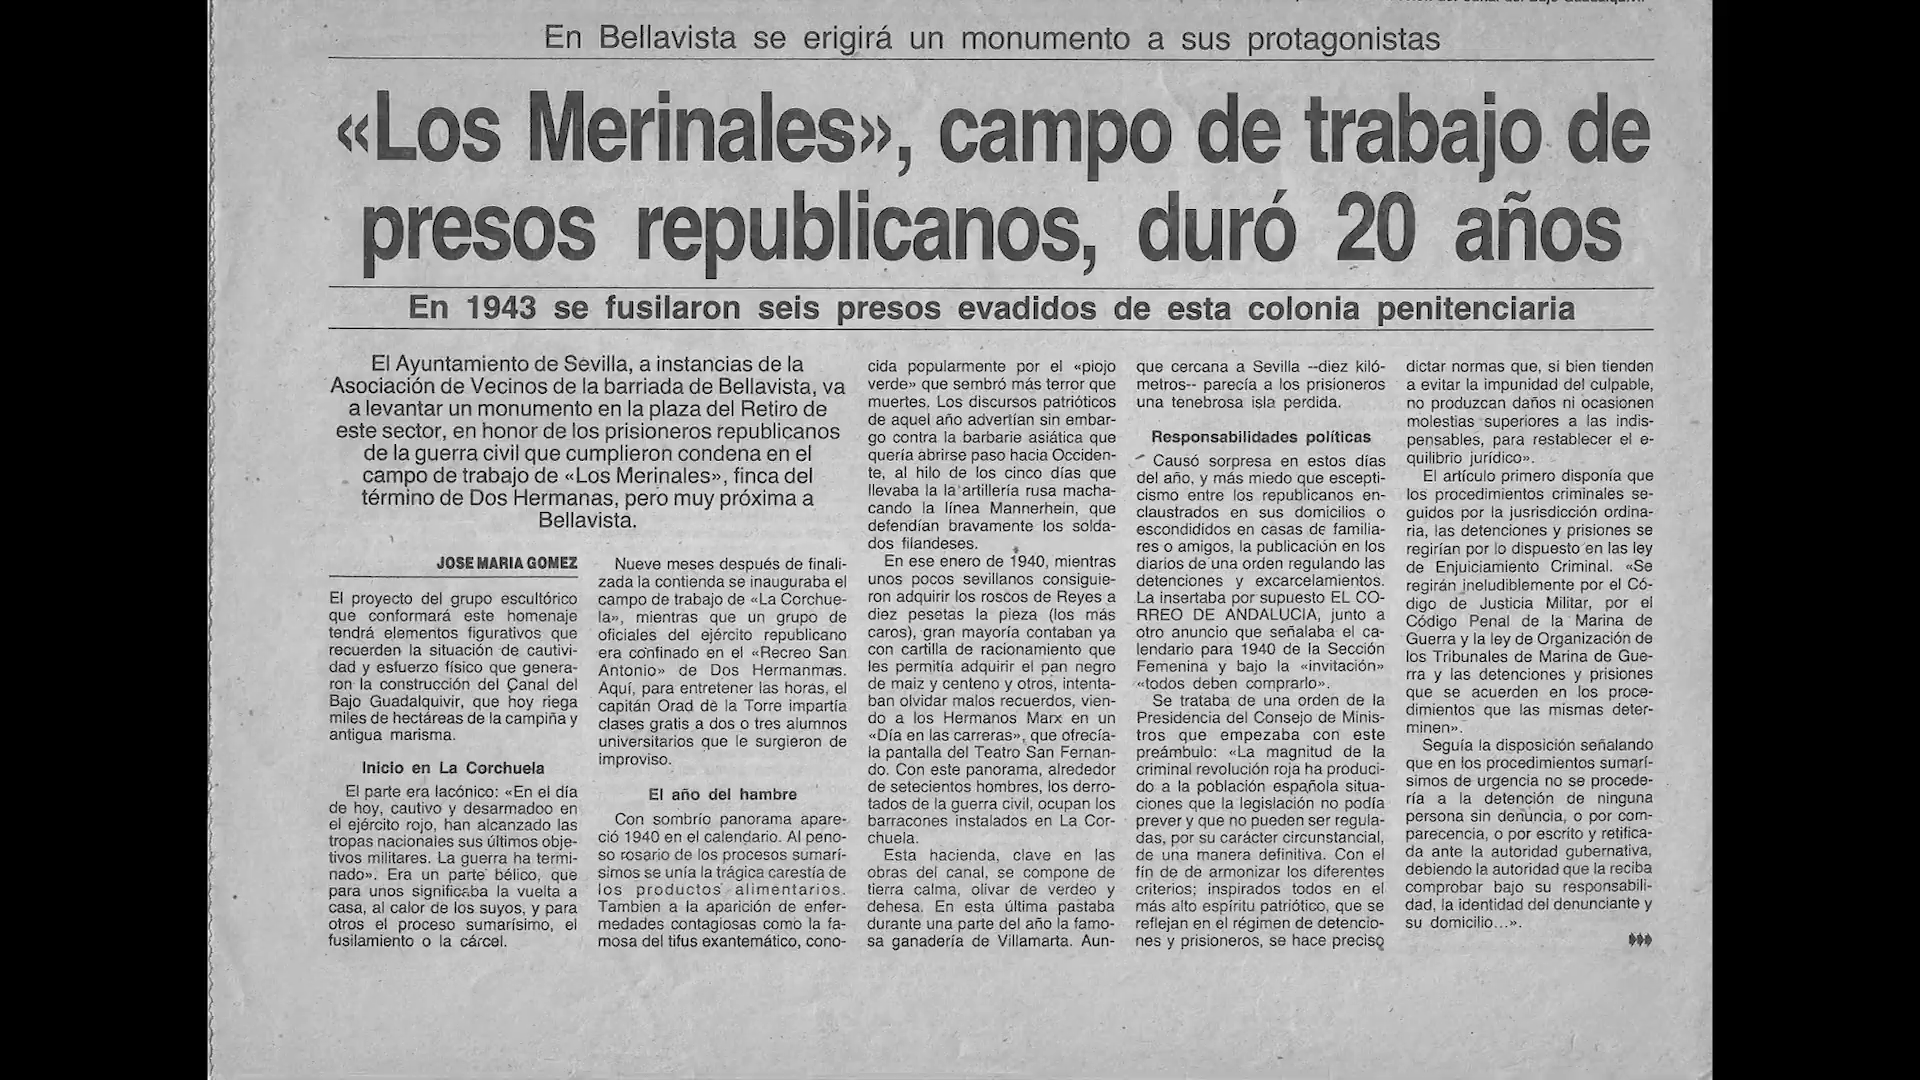 En Bellavista se erigirá un monumento a sus protagonistas
«Los Merinales», campo de trabajo de
presos republicanos, duró 20 años
En 1943 se fusilaron seis presos evadidos de esta colonia penitenciaria
El Ayuntamiento de Sevilla, a instancias de la
Asociación de Vecinos de la barriada de Bellavista, va
a levantar un monumento en la plaza del Retiro de
este sector, en honor de los prisioneros republicanos
de la guerra civil que cumplieron condena en el
campo de trabajo de «Los Merinales», finca del
término de Dos Hermanas, pero muy próxima a
Bellavista.
JOSE MARIA GOMEZ
El proyecto del grupo escultórico
que conformará este homenaje
tendrá elementos figurativos que
recuerden la situación de cautivi-
dad y esfuerzo físico que genera-
ron la construcción del Canal del
Bajo Guadalquivir, que hoy riega
miles de hectáreas de la campiña y
antigua marisma.
Inicio en La Corchuela
El parte era lacónico: «En el día
de hoy, cautivo y desarmadoo en
el ejército rojo, han alcanzado las
tropas nacionales sus últimos obje-
tivos militares. La guerra ha termi-
nado». Era un parte bélico, que
para unos significaba la vuelta a
casa, al calor de los suyos, y para
otros el proceso sumarísimo, el
fusilamiento o la cárcel.
Nueve meses después de finali-
zada la contienda se inauguraba el
campo de trabajo de «La Corchue-
la», mientras que un grupo de
oficiales del ejército republicano
era confinado en el «Recreo San
Antonio» de Dos Hermanmas.
Aquí, para entretener las horas, el
capitán Orad de la Torre impartía
clases gratis a dos o tres alumnos
universitarios que le surgieron de
improviso.
El año del hambre
Con sombrío panorama apare-
ció 1940 en el calendario. Al peno-
so rosario de los procesos sumarí-
simos se unía la trágica carestía de
los productos alimentarios.
Tambien a la aparición de enfer-
medades contagiosas como la fa-
mosa del tifus exantemático, cono-
cida popularmente por el «piojo
verde» que sembró más terror que
muertes. Los discursos patrióticos
de aquel año advertían sin embar-
go contra la barbarie asiática que
quería abrirse paso hacia Occiden-
te, al hilo de los cinco días que
llevaba la la artillería rusa macha-
cando la línea Mannerhein, que
defendían bravamente los solda-
dos filandeses.
En ese enero de 1940, mientras
unos pocos sevillanos consiguie-
ron adquirir los roscos de Reyes a
diez pesetas la pieza (los más
caros), gran mayoría contaban ya
con cartilla de racionamiento que
les permitía adquirir el pan negro
de maiz y centeno y otros, intenta-
ban olvidar malos recuerdos, vien-
do a los Hermanos Marx en un
«Día en las carreras», que ofrecía-
la pantalla del Teatro San Fernan-
do. Con este panorama, alrededor
de setecientos hombres, los derro-
tados de la guerra civil, ocupan los
barracones instalados en La Cor-
chuela.
Esta hacienda, clave en las
obras del canal, se compone de
tierra calma, olivar de verdeo y
dehesa. En esta última pastaba
durante una parte del año la famo-
sa ganadería de Villamarta. Aun-
que cercana a Sevilla --diez kiló-
metros-- parecía a los prisioneros
una tenebrosa isla perdida.
Responsabilidades políticas
Causó sorpresa en estos días
del año, y más miedo que escepti-
cismo entre los republicanos en-
claustrados en sus domicilios o
escondididos en casas de familia-
res o amigos, la publicación en los
diarios de una orden regulando las
detenciones y excarcelamientos.
La insertaba por supuesto EL CO-
RREO DE ANDALUCIA, junto a
otro anuncio que señalaba el ca-
lendario para 1940 de la Sección
Femenina y bajo la «invitación»
«todos deben comprarlo».
Se trataba de una orden de la
Presidencia del Consejo de Minis-
tros que empezaba con este
preámbulo: «La magnitud de la
criminal revolución roja ha produci-
do a la población española situa-
ciones que la legislación no podía
prever y que no pueden ser regula-
das, por su carácter circunstancial,
de una manera definitiva. Con el
fin de de armonizar los diferentes
criterios; inspirados todos en el
más alto espíritu patriótico, que se
reflejan en el régimen de detencio-
nes y prisioneros, se hace preciso
dictar normas que, si bien tienden
a evitar la impunidad del culpable,
no produzcan daños ni ocasionen
molestias superiores a las indis-
pensables, para restablecer el e-
quilibrio jurídico».
El artículo primero disponía que
los procedimientos criminales se-
guidos por la jusrisdicción ordina-
ria, las detenciones y prisiones se
regirían por lo dispuesto en las ley
de Enjuiciamiento Criminal. «Se
regirán ineludiblemente por el Có-
digo de Justicia Militar, por el
Código Penal de la Marina de
Guerra y la ley de Organización de
los Tribunales de Marina de Gue-
rra y las detenciones y prisiones
que se acuerden en los proce-
dimientos que las mismas deter-
minen».
Seguía la disposición señalando
que en los procedimientos sumarí-
simos de urgencia no se procede-
ría a la detención de ninguna
persona sin denuncia, o por com-
parecencia, o por escrito y retifica-
da ante la autoridad gubernativa,
debiendo la autoridad que la reciba
comprobar bajo su responsabili-
dad, la identidad del denunciante y
su domicilio...».